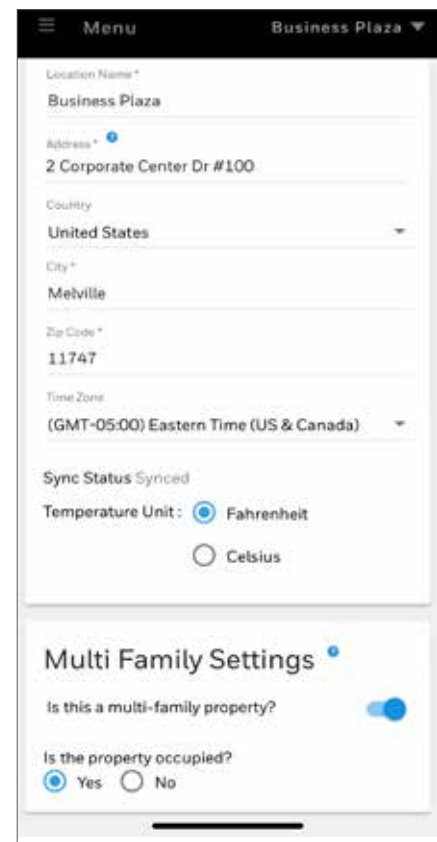 Menu Business Plaza
Location Name*
Business Plaza
Address*
2 Corporate Center Dr #100
Country
United States
City*
Melville
Zip Code*
11747
Time Zone
(GMT-05:00) Eastern Time (US & Canada)
Sync Status Synced
Temperature Unit: Fahrenheit
Celsius
Multi Family Settings
Is this a multi-family property?
Is the property occupied?
Yes No